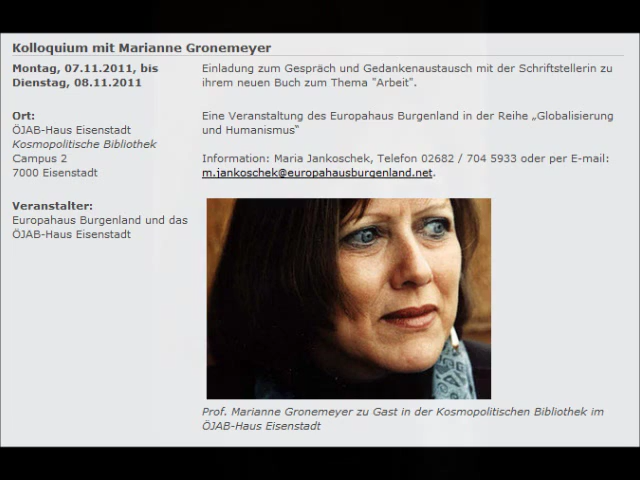 Kolloquium mit Marianne Gronemeyer
Montag, 07.11.2011, bis
Dienstag, 08.11.2011
Ort:
ÖJAB-Haus Eisenstadt
Kosmopolitische Bibliothek
Campus 2
7000 Eisenstadt
Veranstalter:
Europahaus Burgenland und das
ÖJAB-Haus Eisenstadt
Einladung zum Gespräch und Gedankenaustausch mit der Schriftstellerin zu
ihrem neuen Buch zum Thema "Arbeit".
Eine Veranstaltung des Europahaus Burgenland in der Reihe „Globalisierung
und Humanismus“
Information: Maria Jankoschek, Telefon 02682 / 704 5933 oder per E-mail:
m.jankoschek@europahausburgenland.net.
Prof. Marianne Gronemeyer zu Gast in der Kosmopolitischen Bibliothek im
ÖJAB-Haus Eisenstadt